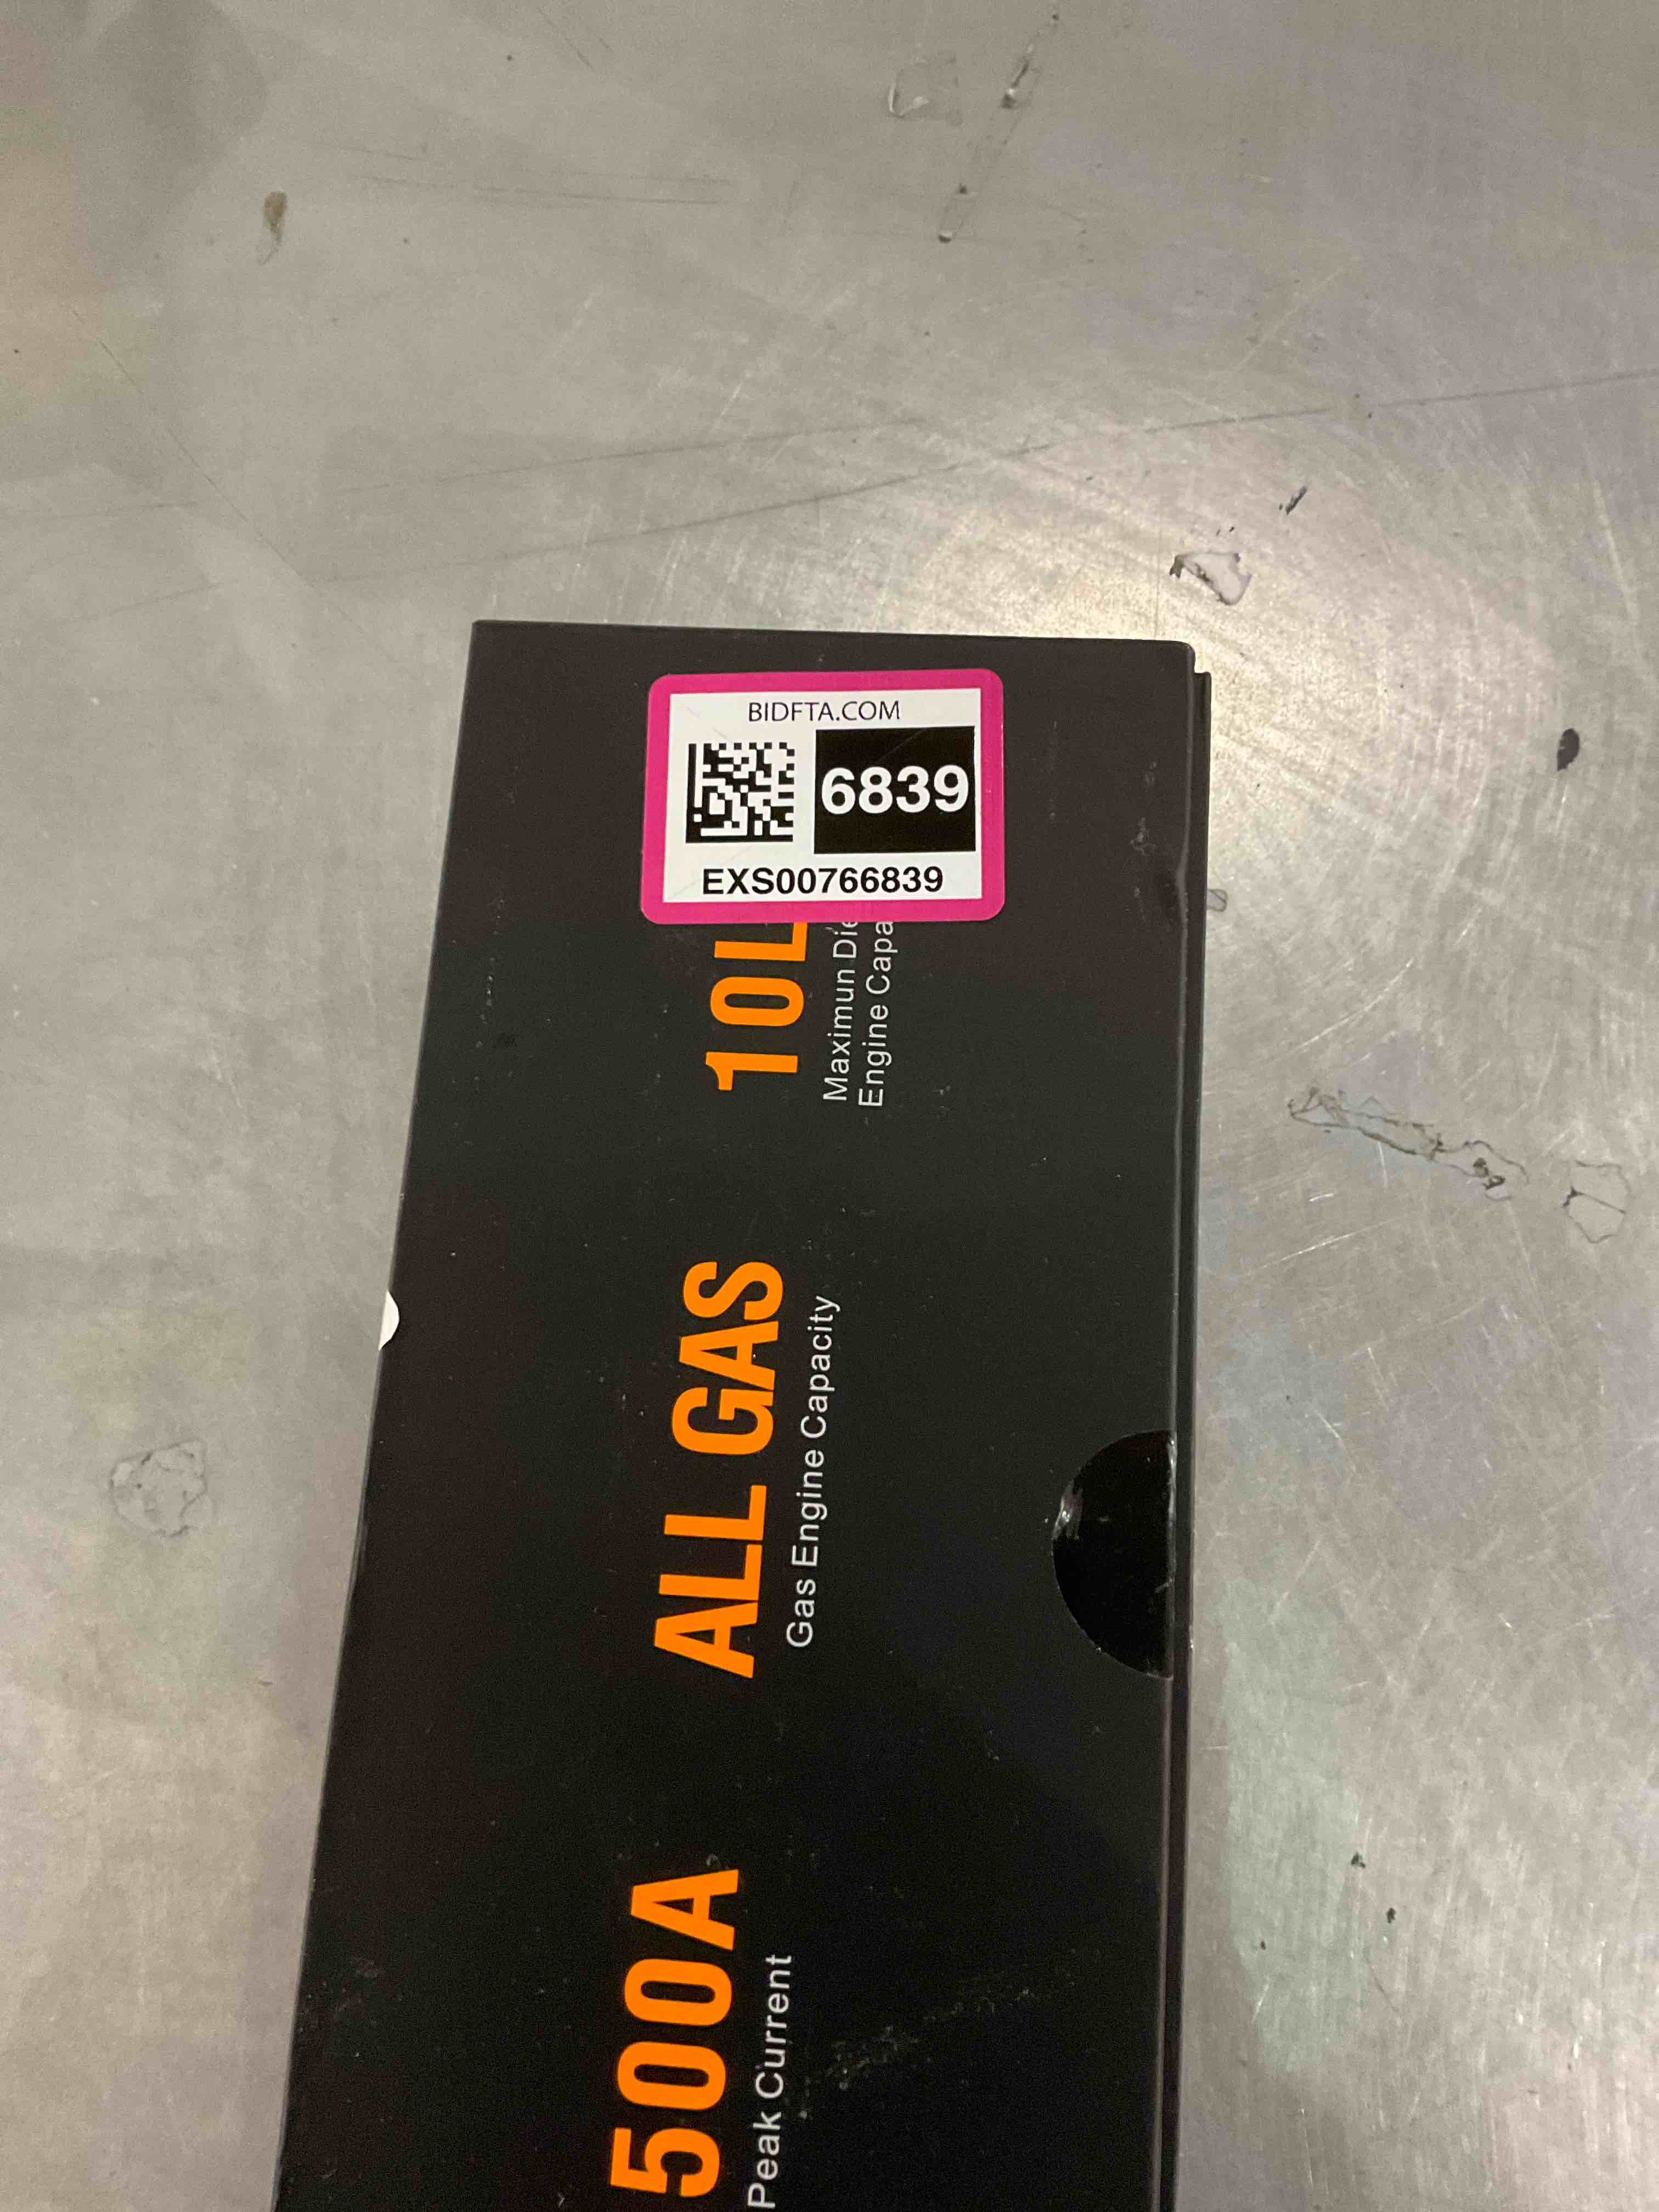 BIDFTA.COM
6839
EXS00766839
10L
Maximun Die
Engine Capa
ALL GAS
Gas Engine Capacity
500A
Peak Current